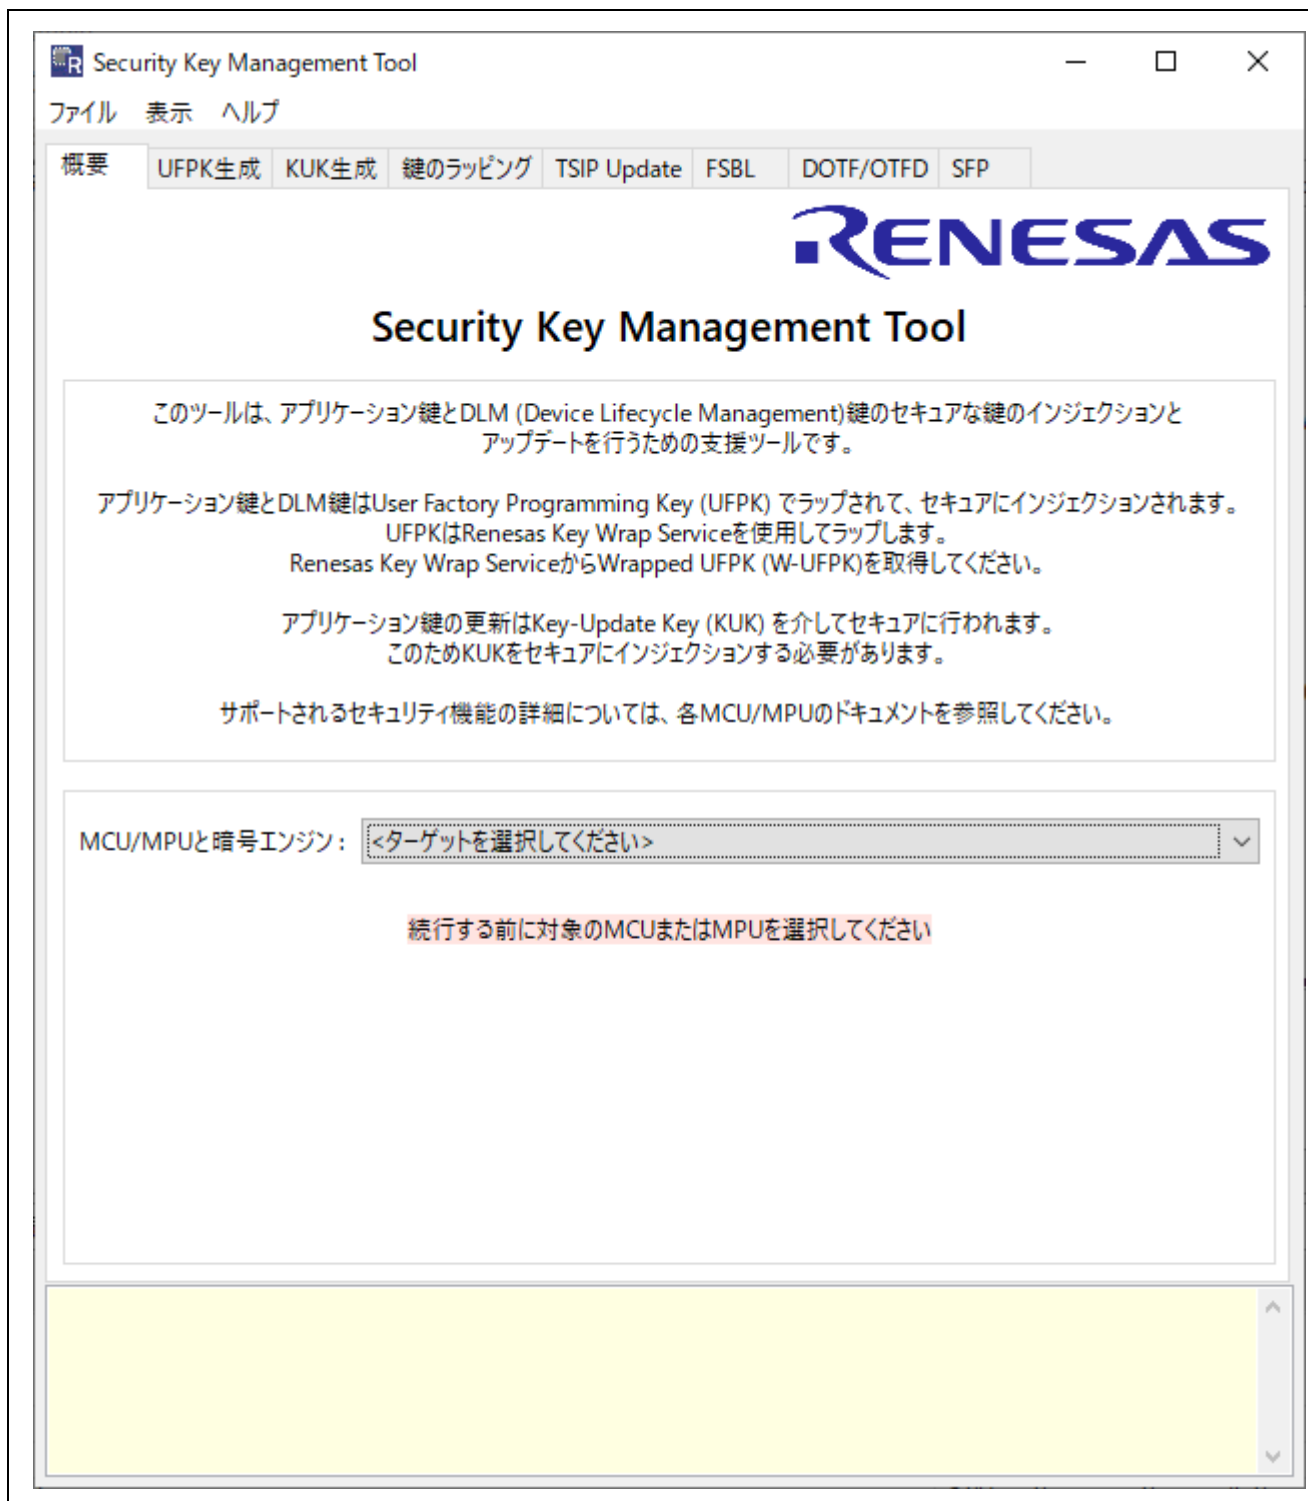 Security Key Management Tool
ファイル 表示 ヘルプ
概要 UFPK生成 KUK生成 鍵のラッピング TSIP Update FSBL DOTF/OTFD SFP
RENESAS
Security Key Management Tool
このツールは、アプリケーション鍵とDLM (Device Lifecycle Management)鍵のセキュアな鍵のインジェクションと
アップデートを行うための支援ツールです。
アプリケーション鍵とDLM鍵はUser Factory Programming Key (UFPK) でラップされて、セキュアにインジェクションされます。
UFPKはRenesas Key Wrap Serviceを使用してラップします。
Renesas Key Wrap ServiceからWrapped UFPK (W-UFPK)を取得してください。
アプリケーション鍵の更新はKey-Update Key (KUK) を介してセキュアに行われます。
このためKUKをセキュアにインジェクションする必要があります。
サポートされるセキュリティ機能の詳細については、各MCU/MPUのドキュメントを参照してください。
MCU/MPUと暗号エンジン : <ターゲットを選択してください>
続行する前に対象のMCUまたはMPUを選択してください